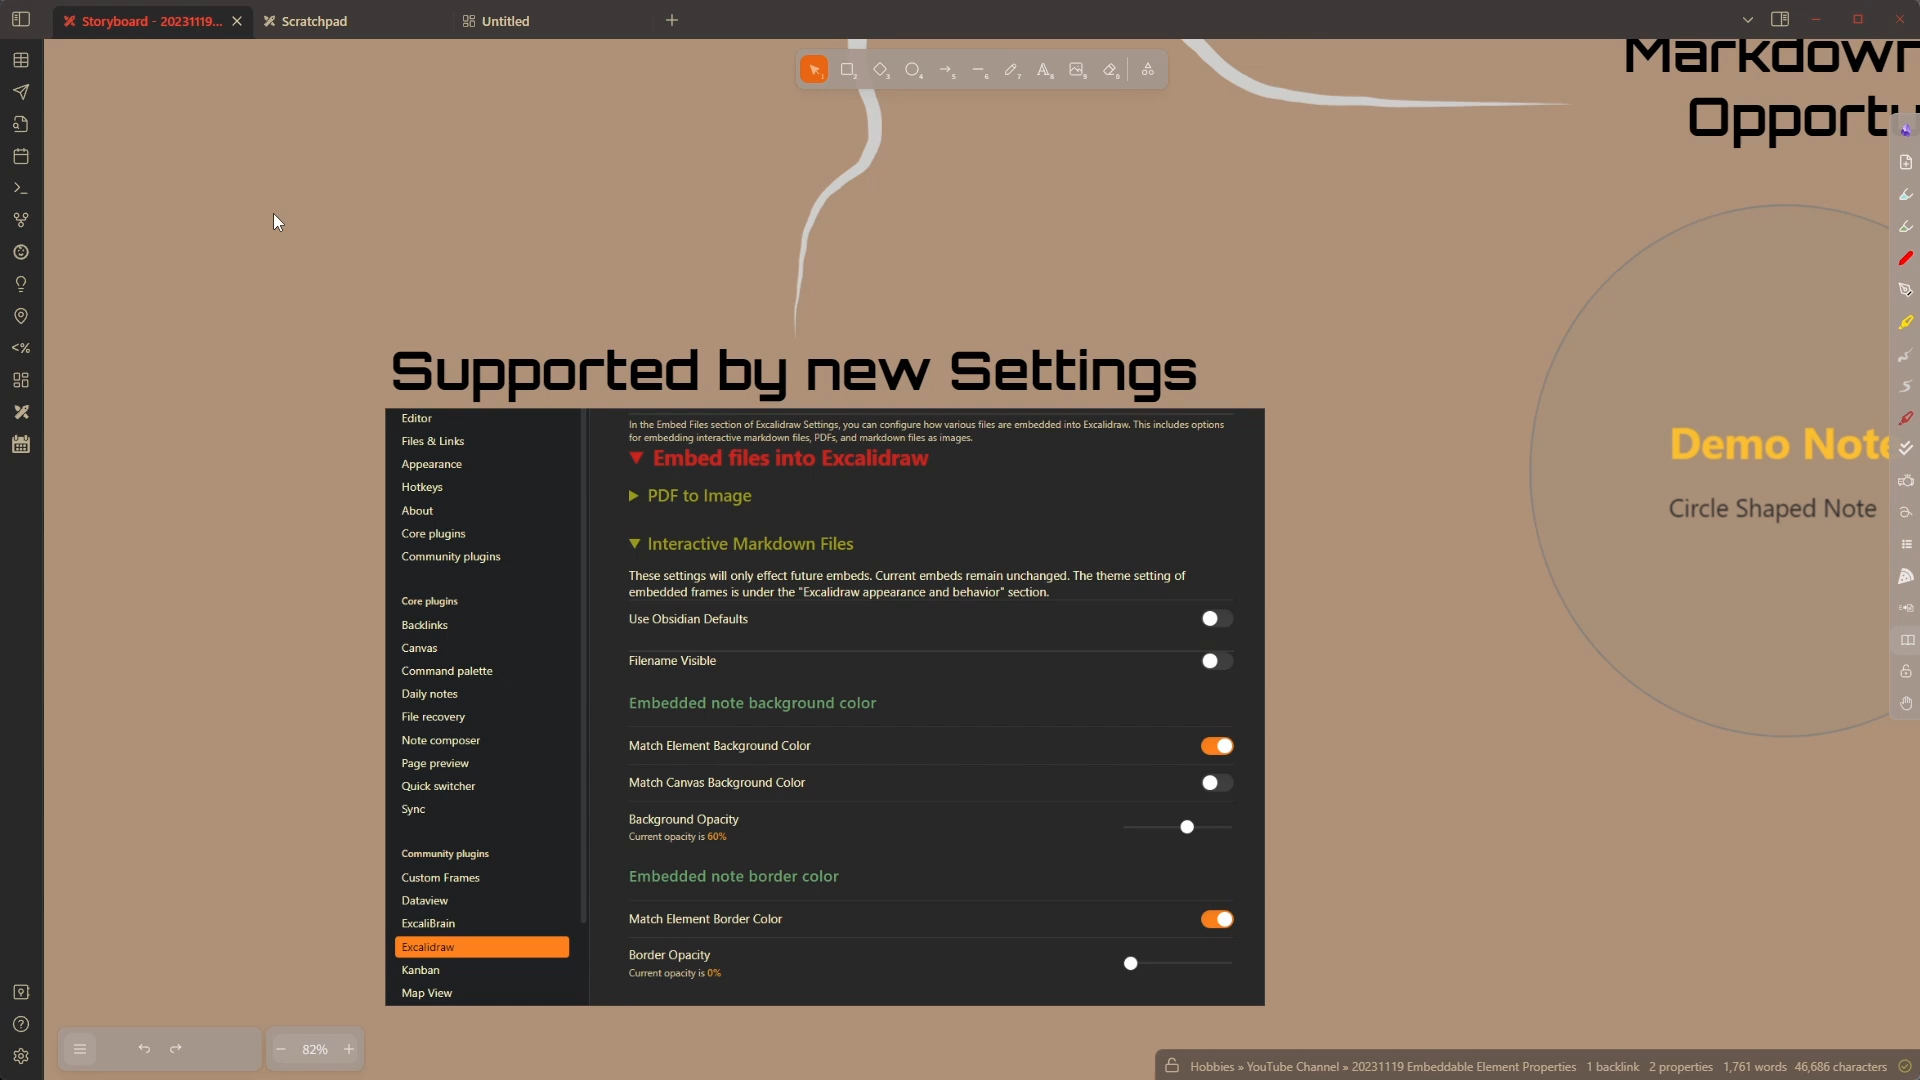 Storyboard - 20231119...
Scratchpad
Untitled
Markdown
Opportu
Supported by new Settings
Editor
Files & Links
Appearance
Hotkeys
About
Core plugins
Community plugins
Core plugins
Backlinks
Canvas
Command palette
Daily notes
File recovery
Note composer
Page preview
Quick switcher
Sync
Community plugins
Custom Frames
Dataview
ExcaliBrain
Excalidraw
Kanban
Map View
In the Embed Files section of Excalidraw Settings, you can configure how various files are embedded into Excalidraw. This includes options
for embedding interactive markdown files, PDFs, and markdown files as images.
Embed files into Excalidraw
PDF to Image
Interactive Markdown Files
These settings will only effect future embeds. Current embeds remain unchanged. The theme setting of
embedded frames is under the "Excalidraw appearance and behavior" section.
Use Obsidian Defaults
Filename Visible
Embedded note background color
Match Element Background Color
Match Canvas Background Color
Background Opacity
Current opacity is 60%
Embedded note border color
Match Element Border Color
Border Opacity
Current opacity is 0%
Demo Note
Circle Shaped Note
82%
Hobbies » YouTube Channel » 20231119 Embeddable Element Properties 1 backlink 2 properties 1,761 words 46,686 characters